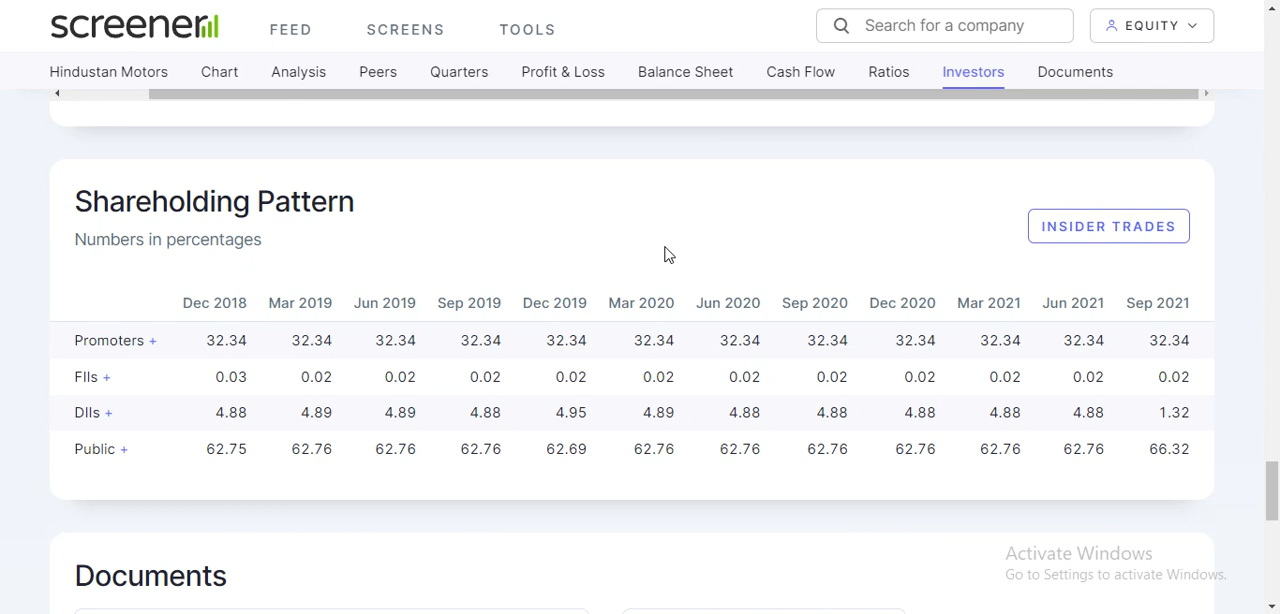 screener
FEED SCREENS TOOLS Search for a company EQUITY
Hindustan Motors Chart Analysis Peers Quarters Profit & Loss Balance Sheet Cash Flow Ratios Investors Documents
Shareholding Pattern
Numbers in percentages
INSIDER TRADES
Dec 2018 Mar 2019 Jun 2019 Sep 2019 Dec 2019 Mar 2020 Jun 2020 Sep 2020 Dec 2020 Mar 2021 Jun 2021 Sep 2021
Promoters + 32.34 32.34 32.34 32.34 32.34 32.34 32.34 32.34 32.34 32.34 32.34 32.34
FIIs + 0.03 0.02 0.02 0.02 0.02 0.02 0.02 0.02 0.02 0.02 0.02 0.02
DIIs + 4.88 4.89 4.89 4.88 4.95 4.89 4.88 4.88 4.88 4.88 4.88 1.32
Public + 62.75 62.76 62.76 62.76 62.69 62.76 62.76 62.76 62.76 62.76 62.76 66.32
Activate Windows
Go to Settings to activate Windows.
Documents